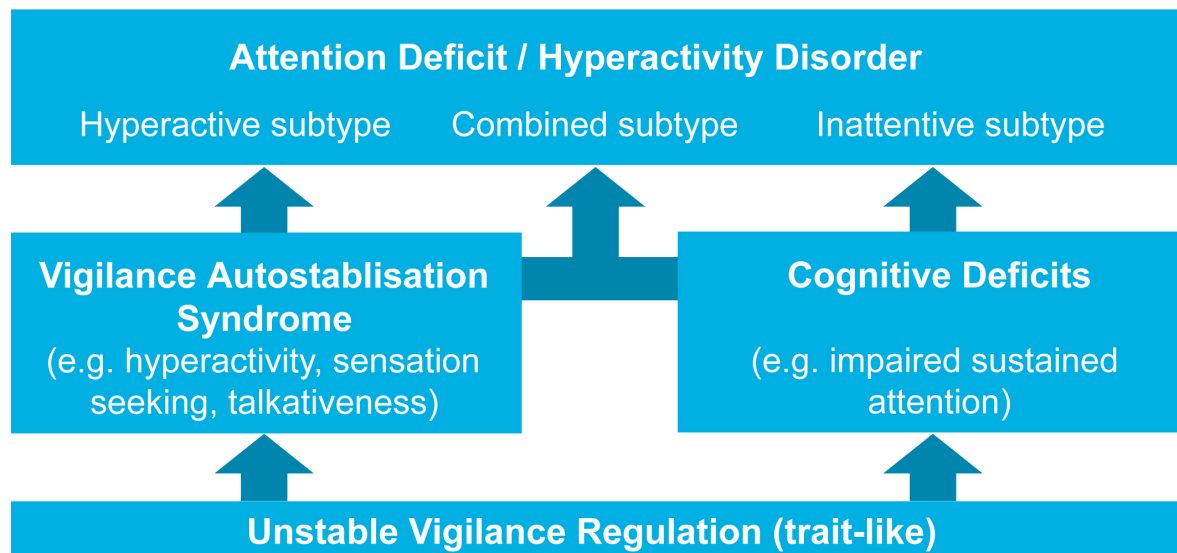 Attention Deficit / Hyperactivity Disorder
Hyperactive subtype
Combined subtype
Inattentive subtype
Vigilance Autostablisation
Syndrome
(e.g. hyperactivity, sensation
seeking, talkativeness)
Cognitive Deficits
(e.g. impaired sustained
attention)
Unstable Vigilance Regulation (trait-like)